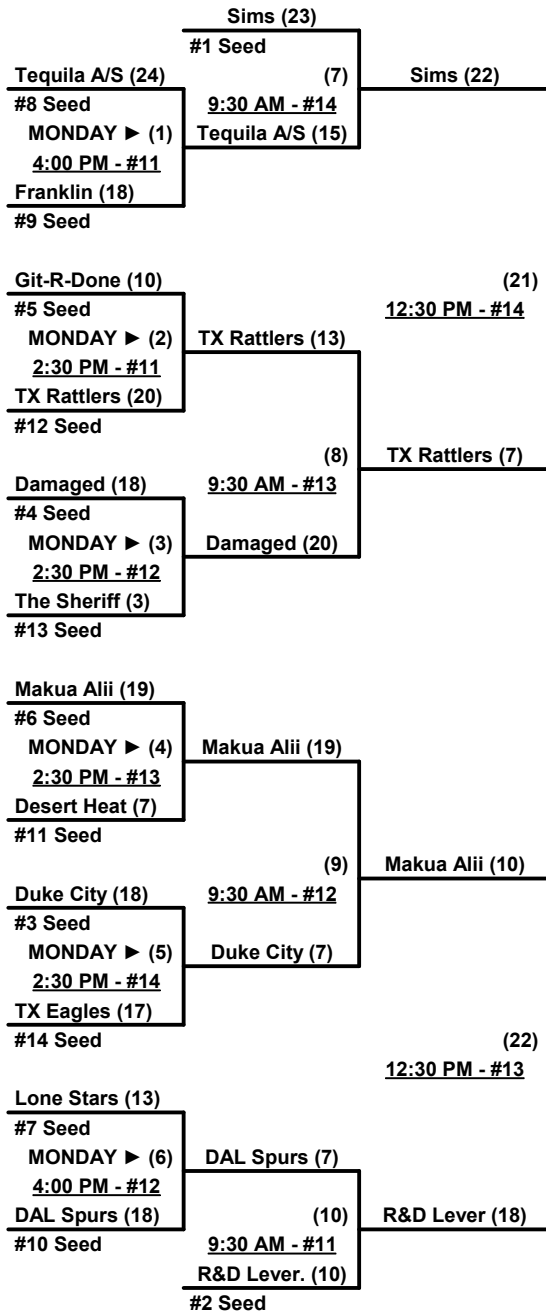 Sims (23)
#1 Seed
Tequila A/S (24)
(7)
Sims (22)
#8 Seed
9:30 AM - #14
MONDAY ► (1)
Tequila A/S (15)
4:00 PM - #11
Franklin (18)
#9 Seed
Git-R-Done (10)
(21)
#5 Seed
12:30 PM - #14
MONDAY ► (2)
TX Rattlers (13)
2:30 PM - #11
TX Rattlers (20)
#12 Seed
(8)
TX Rattlers (7)
Damaged (18)
9:30 AM - #13
#4 Seed
MONDAY ► (3)
Damaged (20)
2:30 PM - #12
The Sheriff (3)
#13 Seed
Makua Alii (19)
#6 Seed
MONDAY ► (4)
Makua Alii (19)
2:30 PM - #13
Desert Heat (7)
#11 Seed
(9)
Makua Alii (10)
Duke City (18)
9:30 AM - #12
#3 Seed
MONDAY ► (5)
Duke City (7)
2:30 PM - #14
TX Eagles (17)
#14 Seed
(22)
12:30 PM - #13
Lone Stars (13)
#7 Seed
MONDAY ► (6)
DAL Spurs (7)
4:00 PM - #12
DAL Spurs (18)
(10)
R&D Lever (18)
#10 Seed
9:30 AM - #11
R&D Lever. (10)
#2 Seed